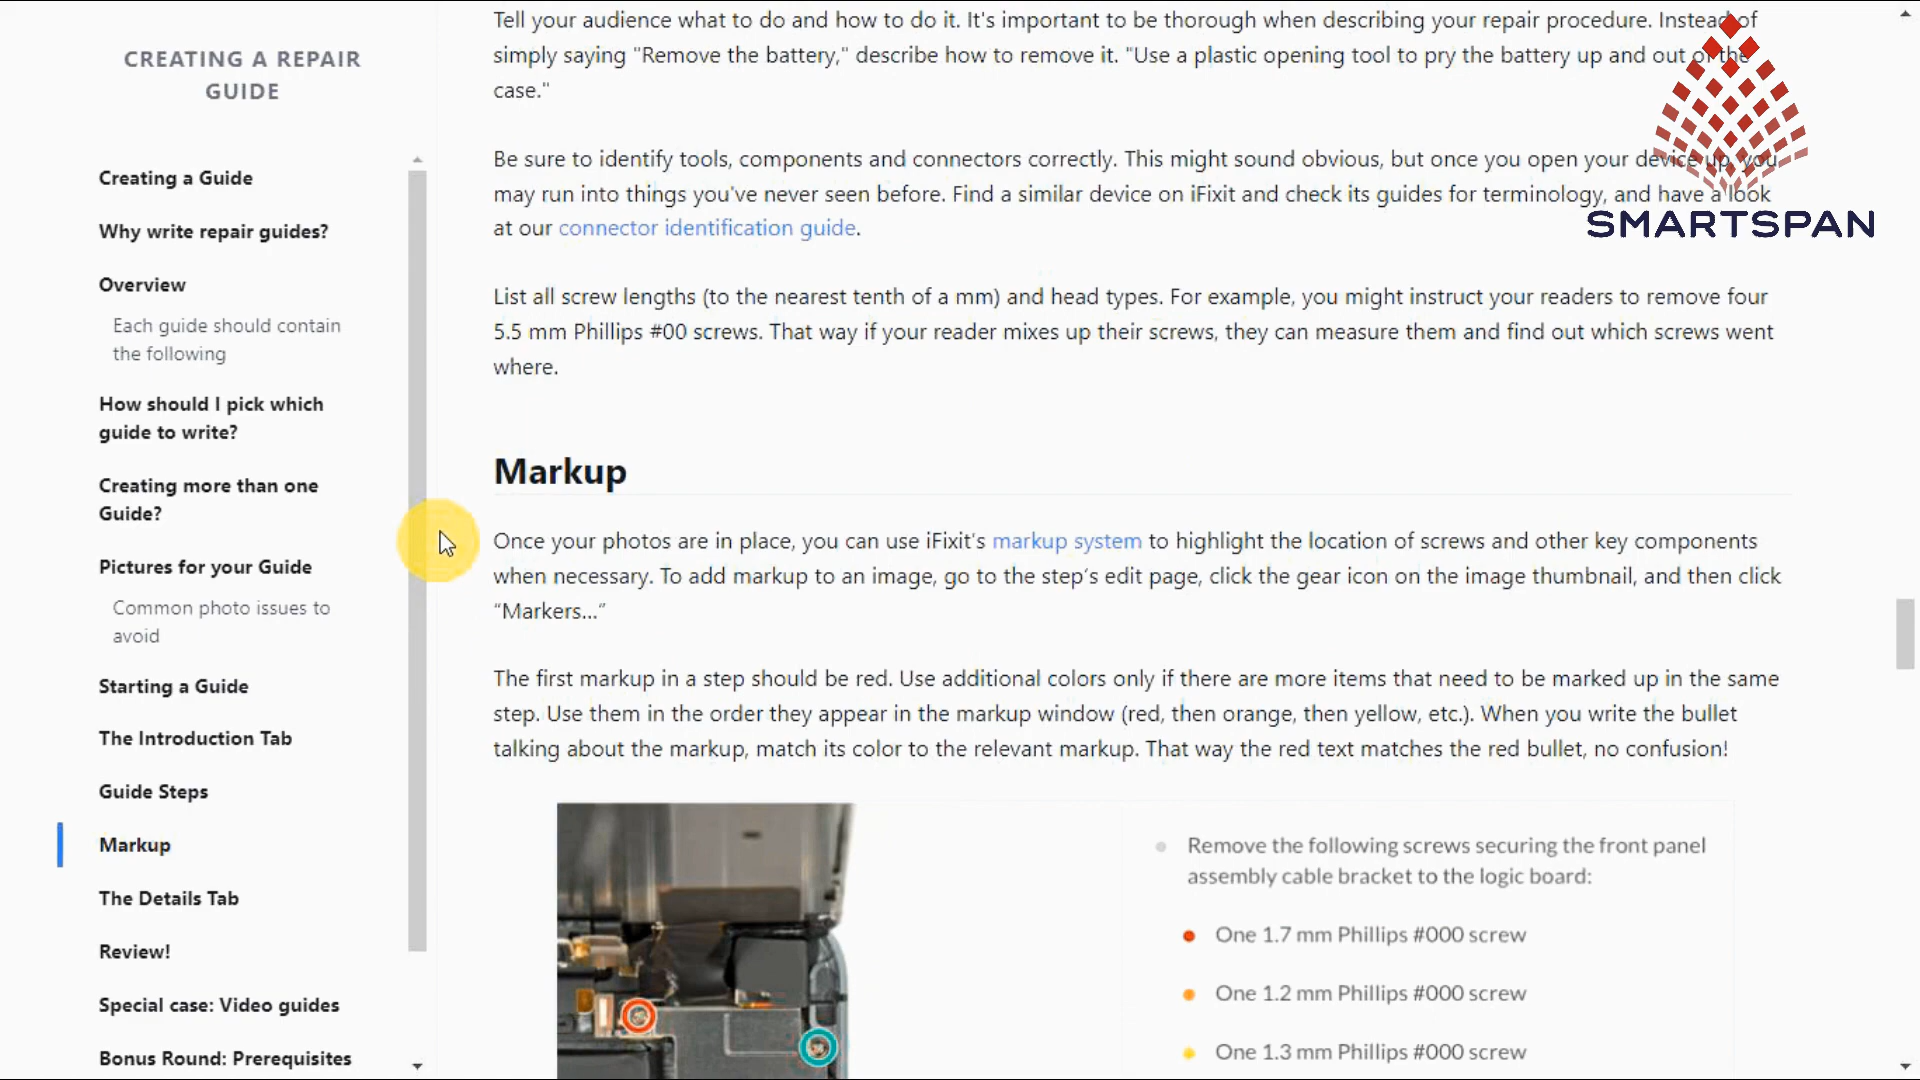 CREATING A REPAIR
GUIDE
Creating a Guide
Why write repair guides?
Overview
Each guide should contain
the following
How should I pick which
guide to write?
Creating more than one
Guide?
Pictures for your Guide
Common photo issues to
avoid
Starting a Guide
The Introduction Tab
Guide Steps
Markup
The Details Tab
Review!
Special case: Video guides
Bonus Round: Prerequisites
Tell your audience what to do and how to do it. It's important to be thorough when describing your repair procedure. Instead of
simply saying "Remove the battery," describe how to remove it. "Use a plastic opening tool to pry the battery up and out of the
case."
Be sure to identify tools, components and connectors correctly. This might sound obvious, but once you open your device up, you
may run into things you've never seen before. Find a similar device on iFixit and check its guides for terminology, and have a look
at our connector identification guide.
List all screw lengths (to the nearest tenth of a mm) and head types. For example, you might instruct your readers to remove four
5.5 mm Phillips #00 screws. That way if your reader mixes up their screws, they can measure them and find out which screws went
where.
Markup
Once your photos are in place, you can use iFixit's markup system to highlight the location of screws and other key components
when necessary. To add markup to an image, go to the step's edit page, click the gear icon on the image thumbnail, and then click
"Markers..."
The first markup in a step should be red. Use additional colors only if there are more items that need to be marked up in the same
step. Use them in the order they appear in the markup window (red, then orange, then yellow, etc.). When you write the bullet
talking about the markup, match its color to the relevant markup. That way the red text matches the red bullet, no confusion!
Remove the following screws securing the front panel
assembly cable bracket to the logic board:
One 1.7 mm Phillips #000 screw
One 1.2 mm Phillips #000 screw
One 1.3 mm Phillips #000 screw
SMARTSPAN